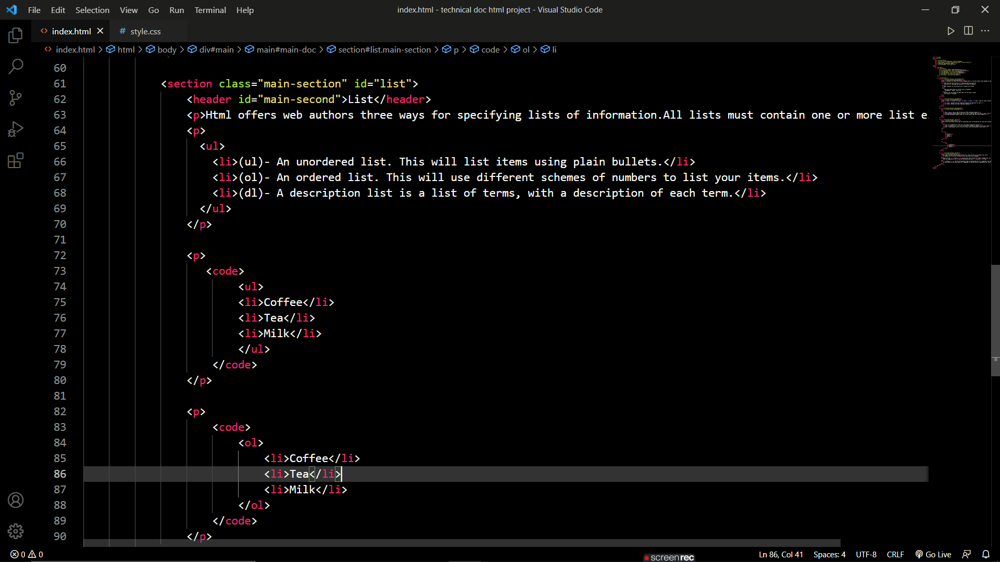 File Edit Selection View Go Run Terminal Help index.html - technical doc html project - Visual Studio Code
<> index.html × # style.css
<> index.html > html > body > div#main > main#main-doc > section#list.main-section > p > code > ol > li
60
61 <section class="main-section" id="list">
62 <header id="main-second">List</header>
63 <p>Html offers web authors three ways for specifying lists of information.All lists must contain one or more list e
64 <p>
65 <ul>
66 <li>(ul)- An unordered list. This will list items using plain bullets.</li>
67 <li>(ol)- An ordered list. This will use different schemes of numbers to list your items.</li>
68 <li>(dl)- A description list is a list of terms, with a description of each term.</li>
69 </ul>
70 </p>
71
72 <p>
73 <code>
74 <ul>
75 <li>Coffee</li>
76 <li>Tea</li>
77 <li>Milk</li>
78 </ul>
79 </code>
80 </p>
81
82 <p>
83 <code>
84 <ol>
85 <li>Coffee</li>
86 <li>Tea</li>
87 <li>Milk</li>
88 </ol>
89 </code>
90 </p>
0 0 Ln 86, Col 41 Spaces: 4 UTF-8 CRLF Go Live
screenrec